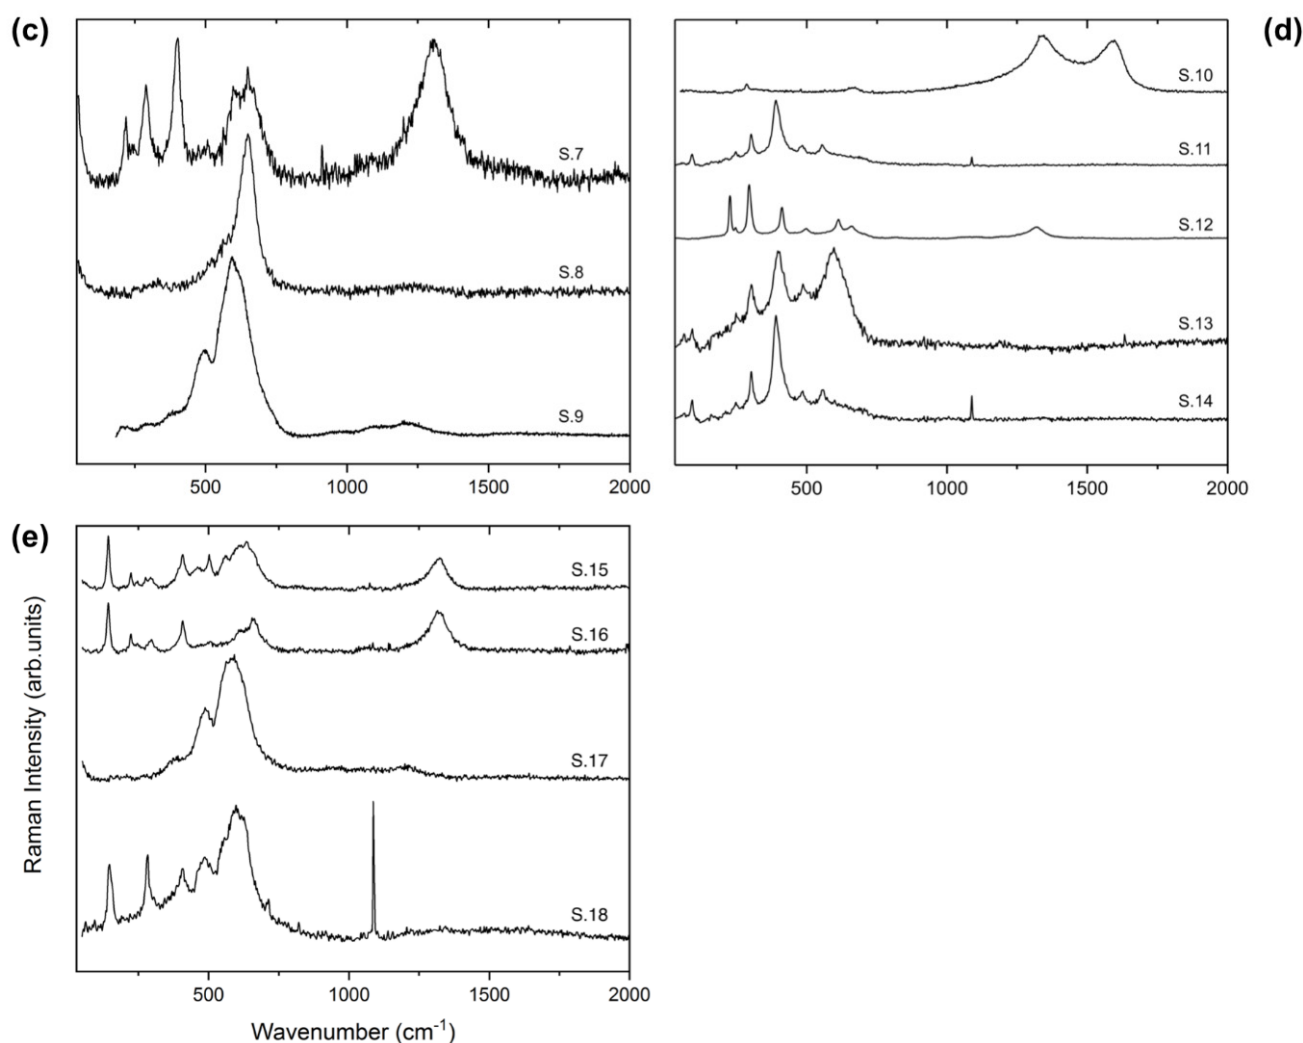 (c)
S.7
S.8
S.9
500 1000 1500 2000
(d)
S.10
S.11
S.12
S.13
S.14
500 1000 1500 2000
(e)
S.15
S.16
S.17
S.18
500 1000 1500 2000
Raman Intensity (arb.units)
Wavenumber (cm-1)